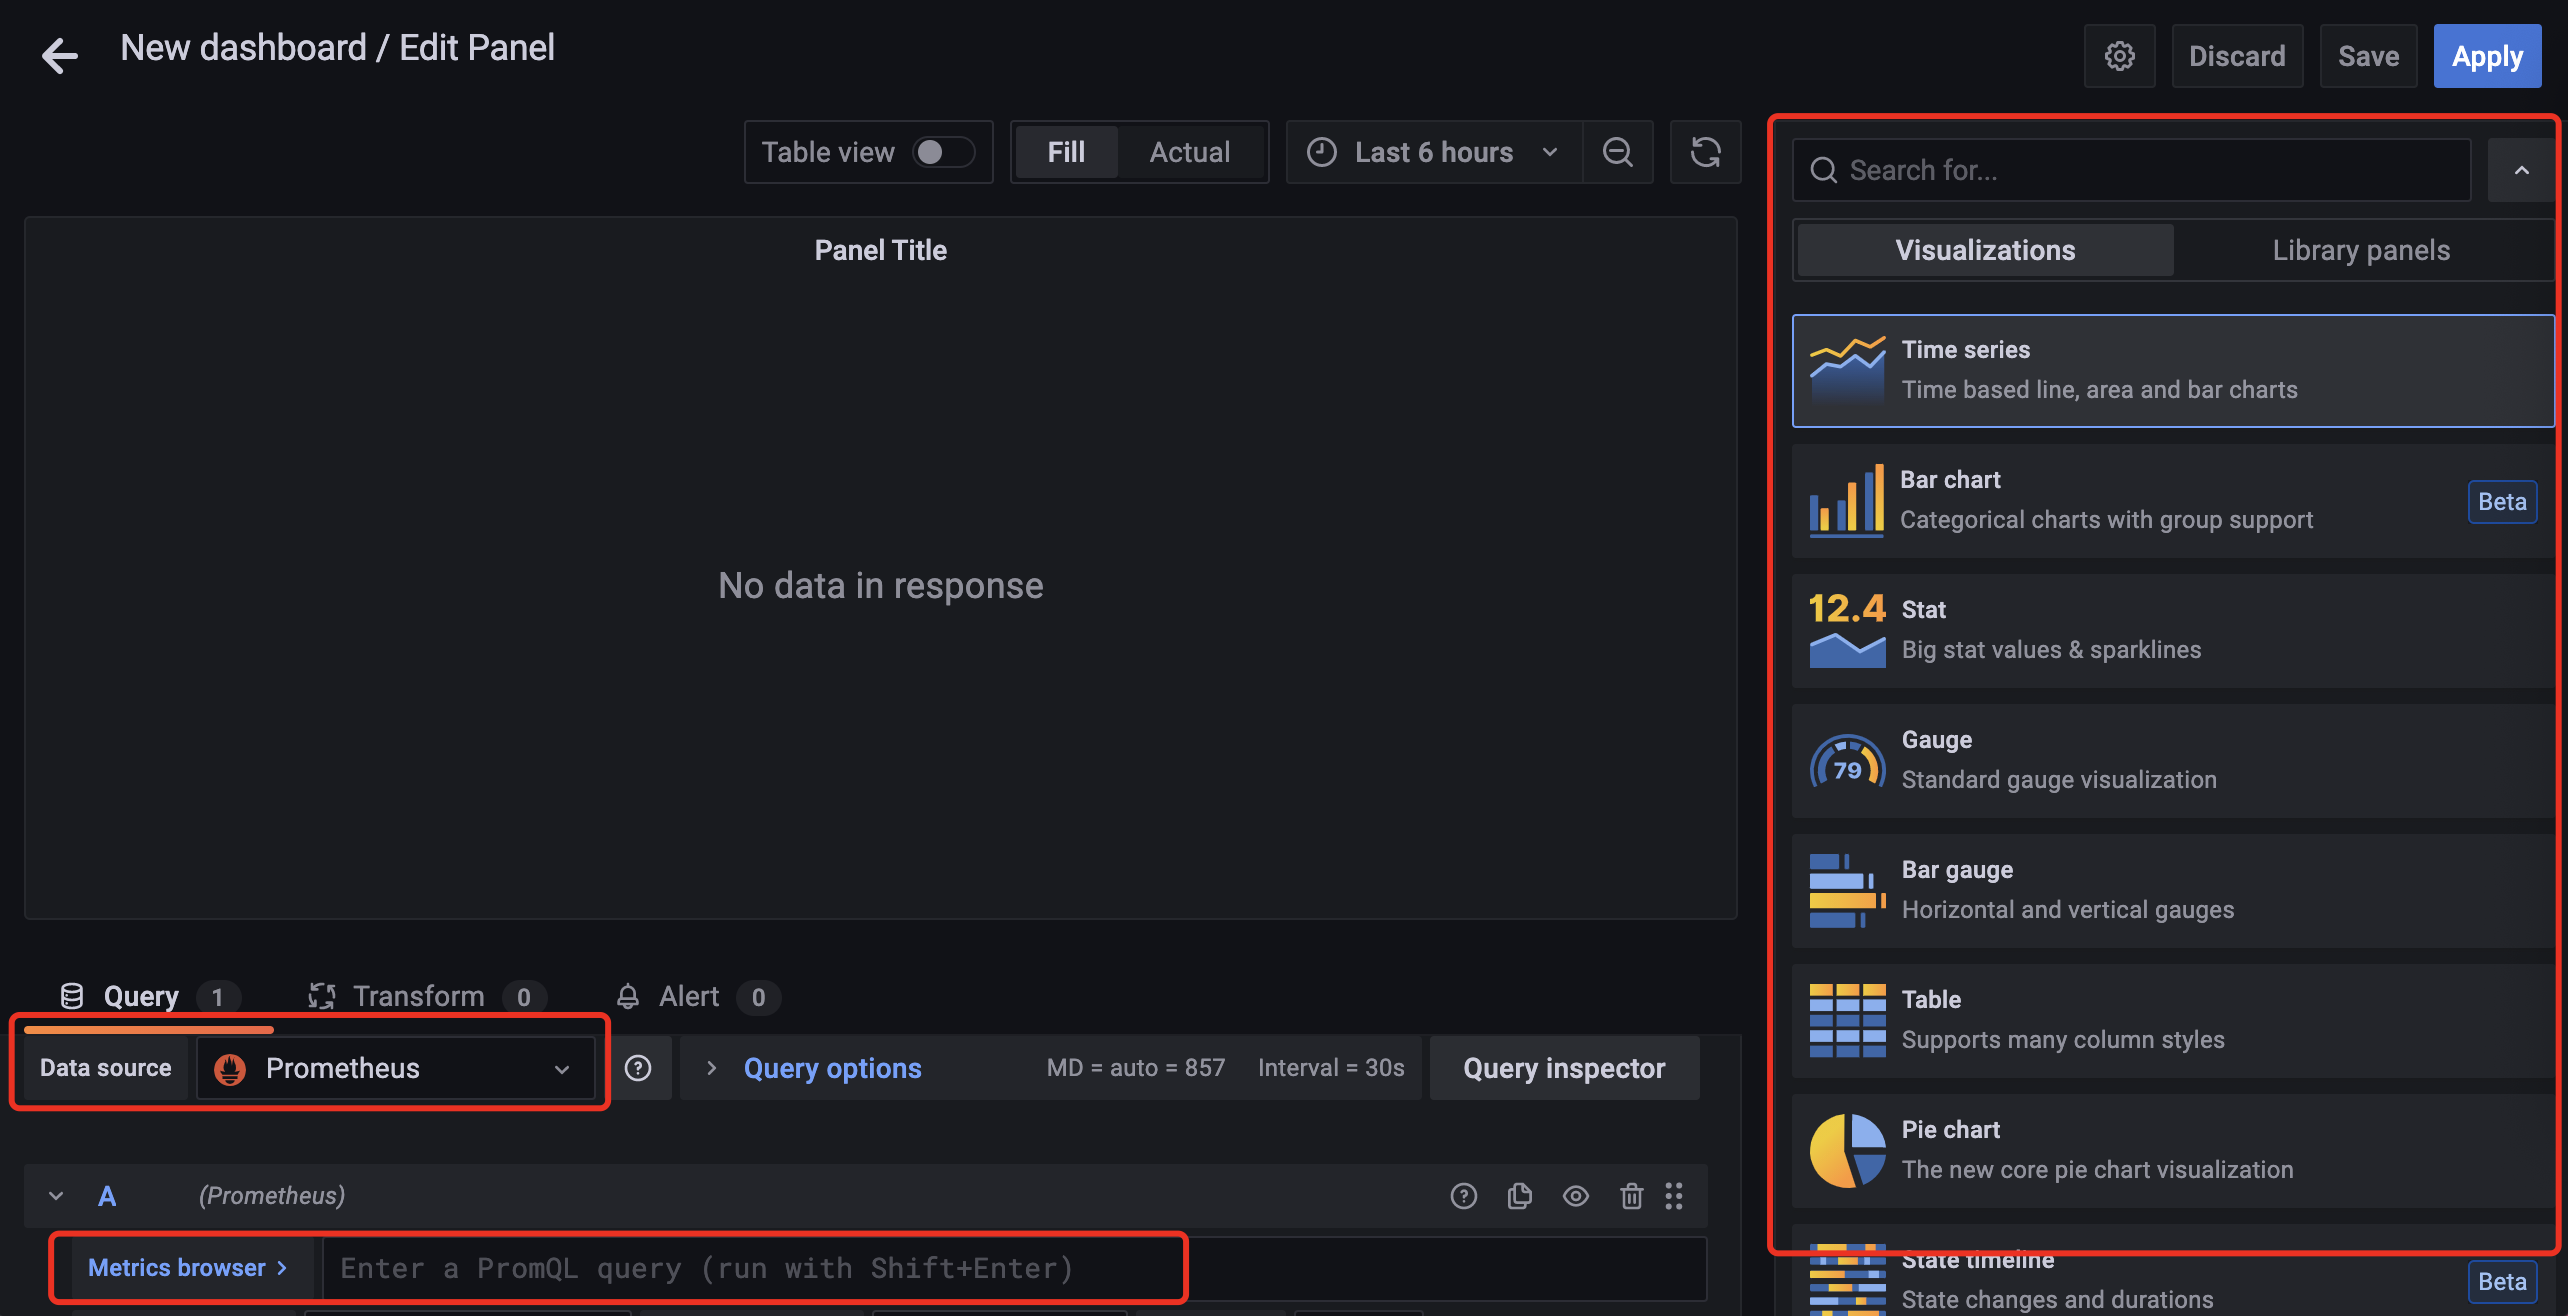 New dashboard / Edit Panel
Discard
Save
Apply
Table view
Fill
Actual
Last 6 hours
Search for...
Visualizations
Library panels
Panel Title
No data in response
Time series
Time based line, area and bar charts
Bar chart
Categorical charts with group support
Beta
12.4
Stat
Big stat values & sparklines
79
Gauge
Standard gauge visualization
Bar gauge
Horizontal and vertical gauges
Table
Supports many column styles
Pie chart
The new core pie chart visualization
State timeline
State changes and durations
Beta
Query 1
Transform 0
Alert 0
Data source
Prometheus
Query options
MD = auto = 857
Interval = 30s
Query inspector
A
(Prometheus)
Metrics browser >
Enter a PromQL query (run with Shift+Enter)